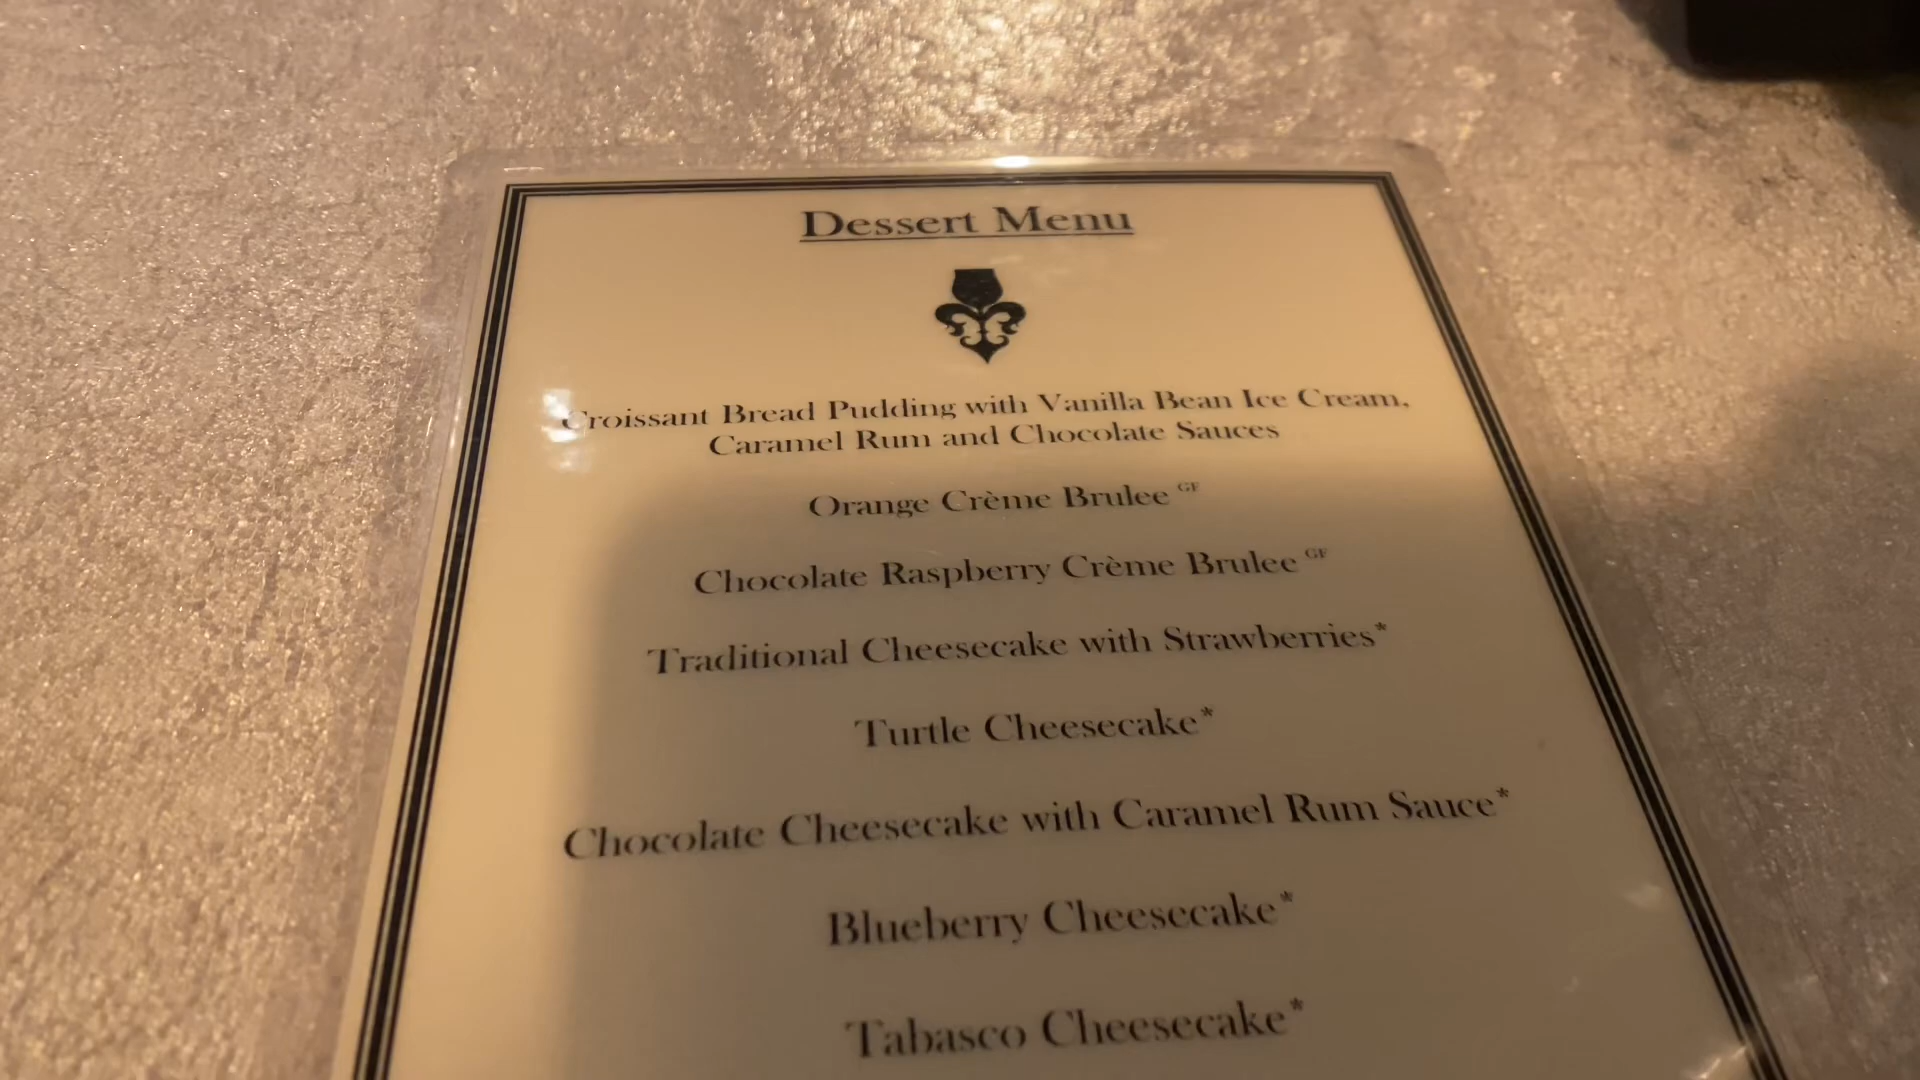 Dessert Menu
Croissant Bread Pudding with Vanilla Bean Ice Cream,
Caramel Rum and Chocolate Sauces
Orange Crème Brulee GF
Chocolate Raspberry Crème Brulee GF
Traditional Cheesecake with Strawberries*
Turtle Cheesecake*
Chocolate Cheesecake with Caramel Rum Sauce*
Blueberry Cheesecake*
Tabasco Cheesecake*